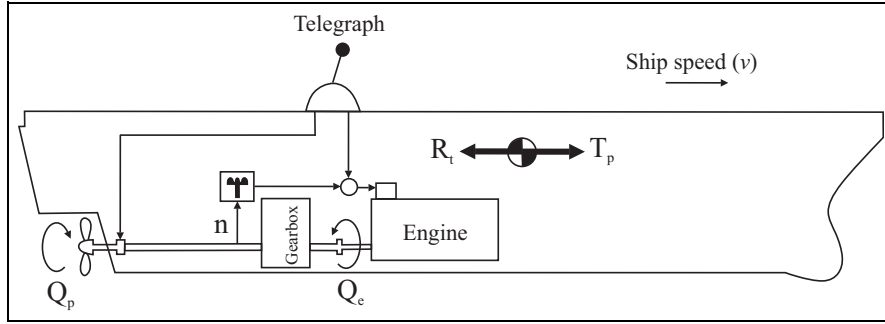 Telegraph
Ship speed (v)
R_t
T_p
n
Gearbox
Engine
Q_p
Q_e